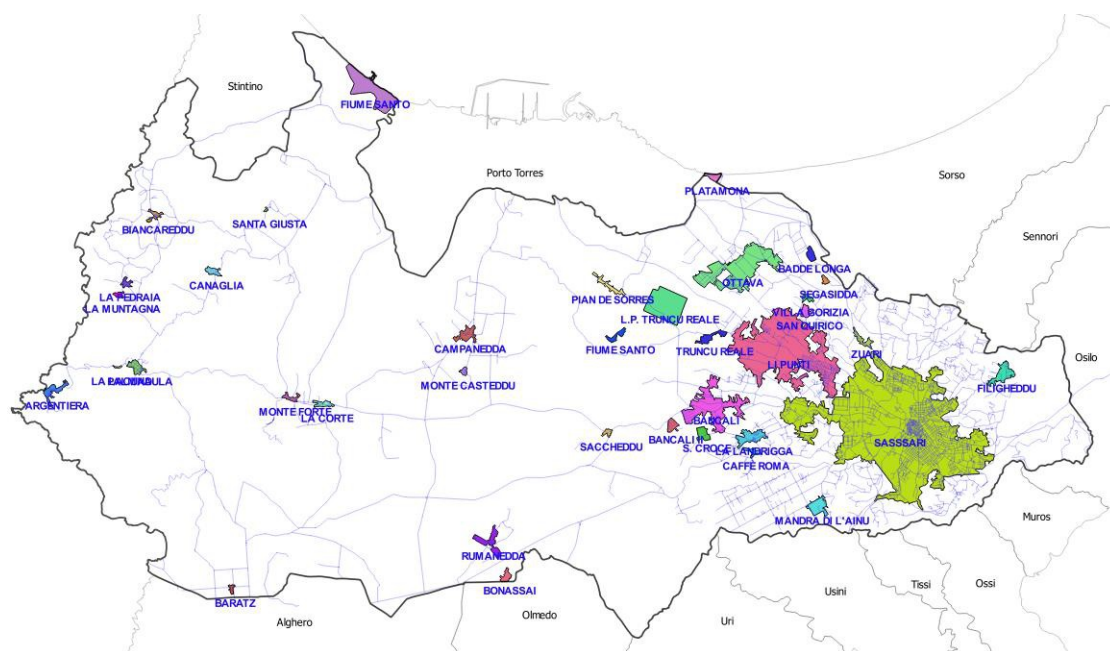 Stintino
FIUME SANTO
Porto Torres
PLATAMONA
Sorso
BIANCAREDDU
SANTA GIUSTA
Sennori
CANAGLIA
BADDE LONGA
OTTAVA
LA PEDRAIA
LA MUNTAGNA
PIAN DE SORRES
SEGASIDDA
L.P. TRUNCU REALE
VILLA GORIZIA
SAN QUIRICO
CAMPANEDDA
FIUME SANTO
TRUNCU REALE
ZUARI
Osilo
LI PUNTI
FILIGHEDDU
MONTE CASTEDDU
ARGENTIERA
MONTE FORTE
LA CORTE
BANCALI
SASSSARI
SACCHEDDU
BANCALI II
S. CROCE
LA LANDRIGGA
CAFFE ROMA
MANDRA DI L'AINU
Muros
RUMANEDDA
BONASSAI
BARATZ
Alghero
Olmedo
Uri
Usini
Tissi
Ossi